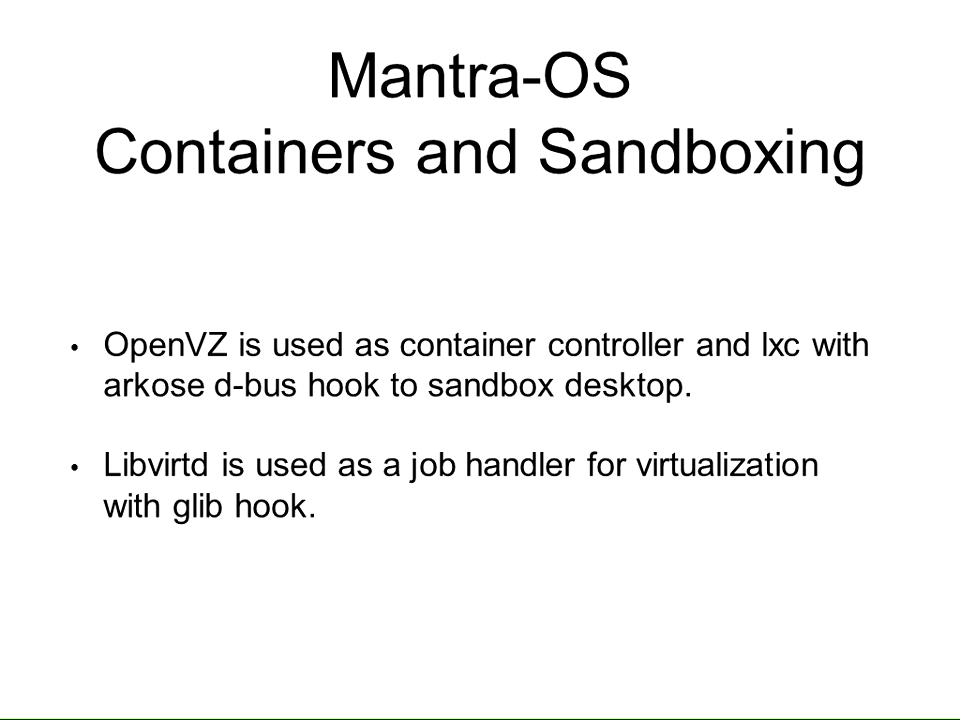 Mantra-OS
Containers and Sandboxing
• OpenVZ is used as container controller and lxc with
arkose d-bus hook to sandbox desktop.
• Libvirtd is used as a job handler for virtualization
with glib hook.